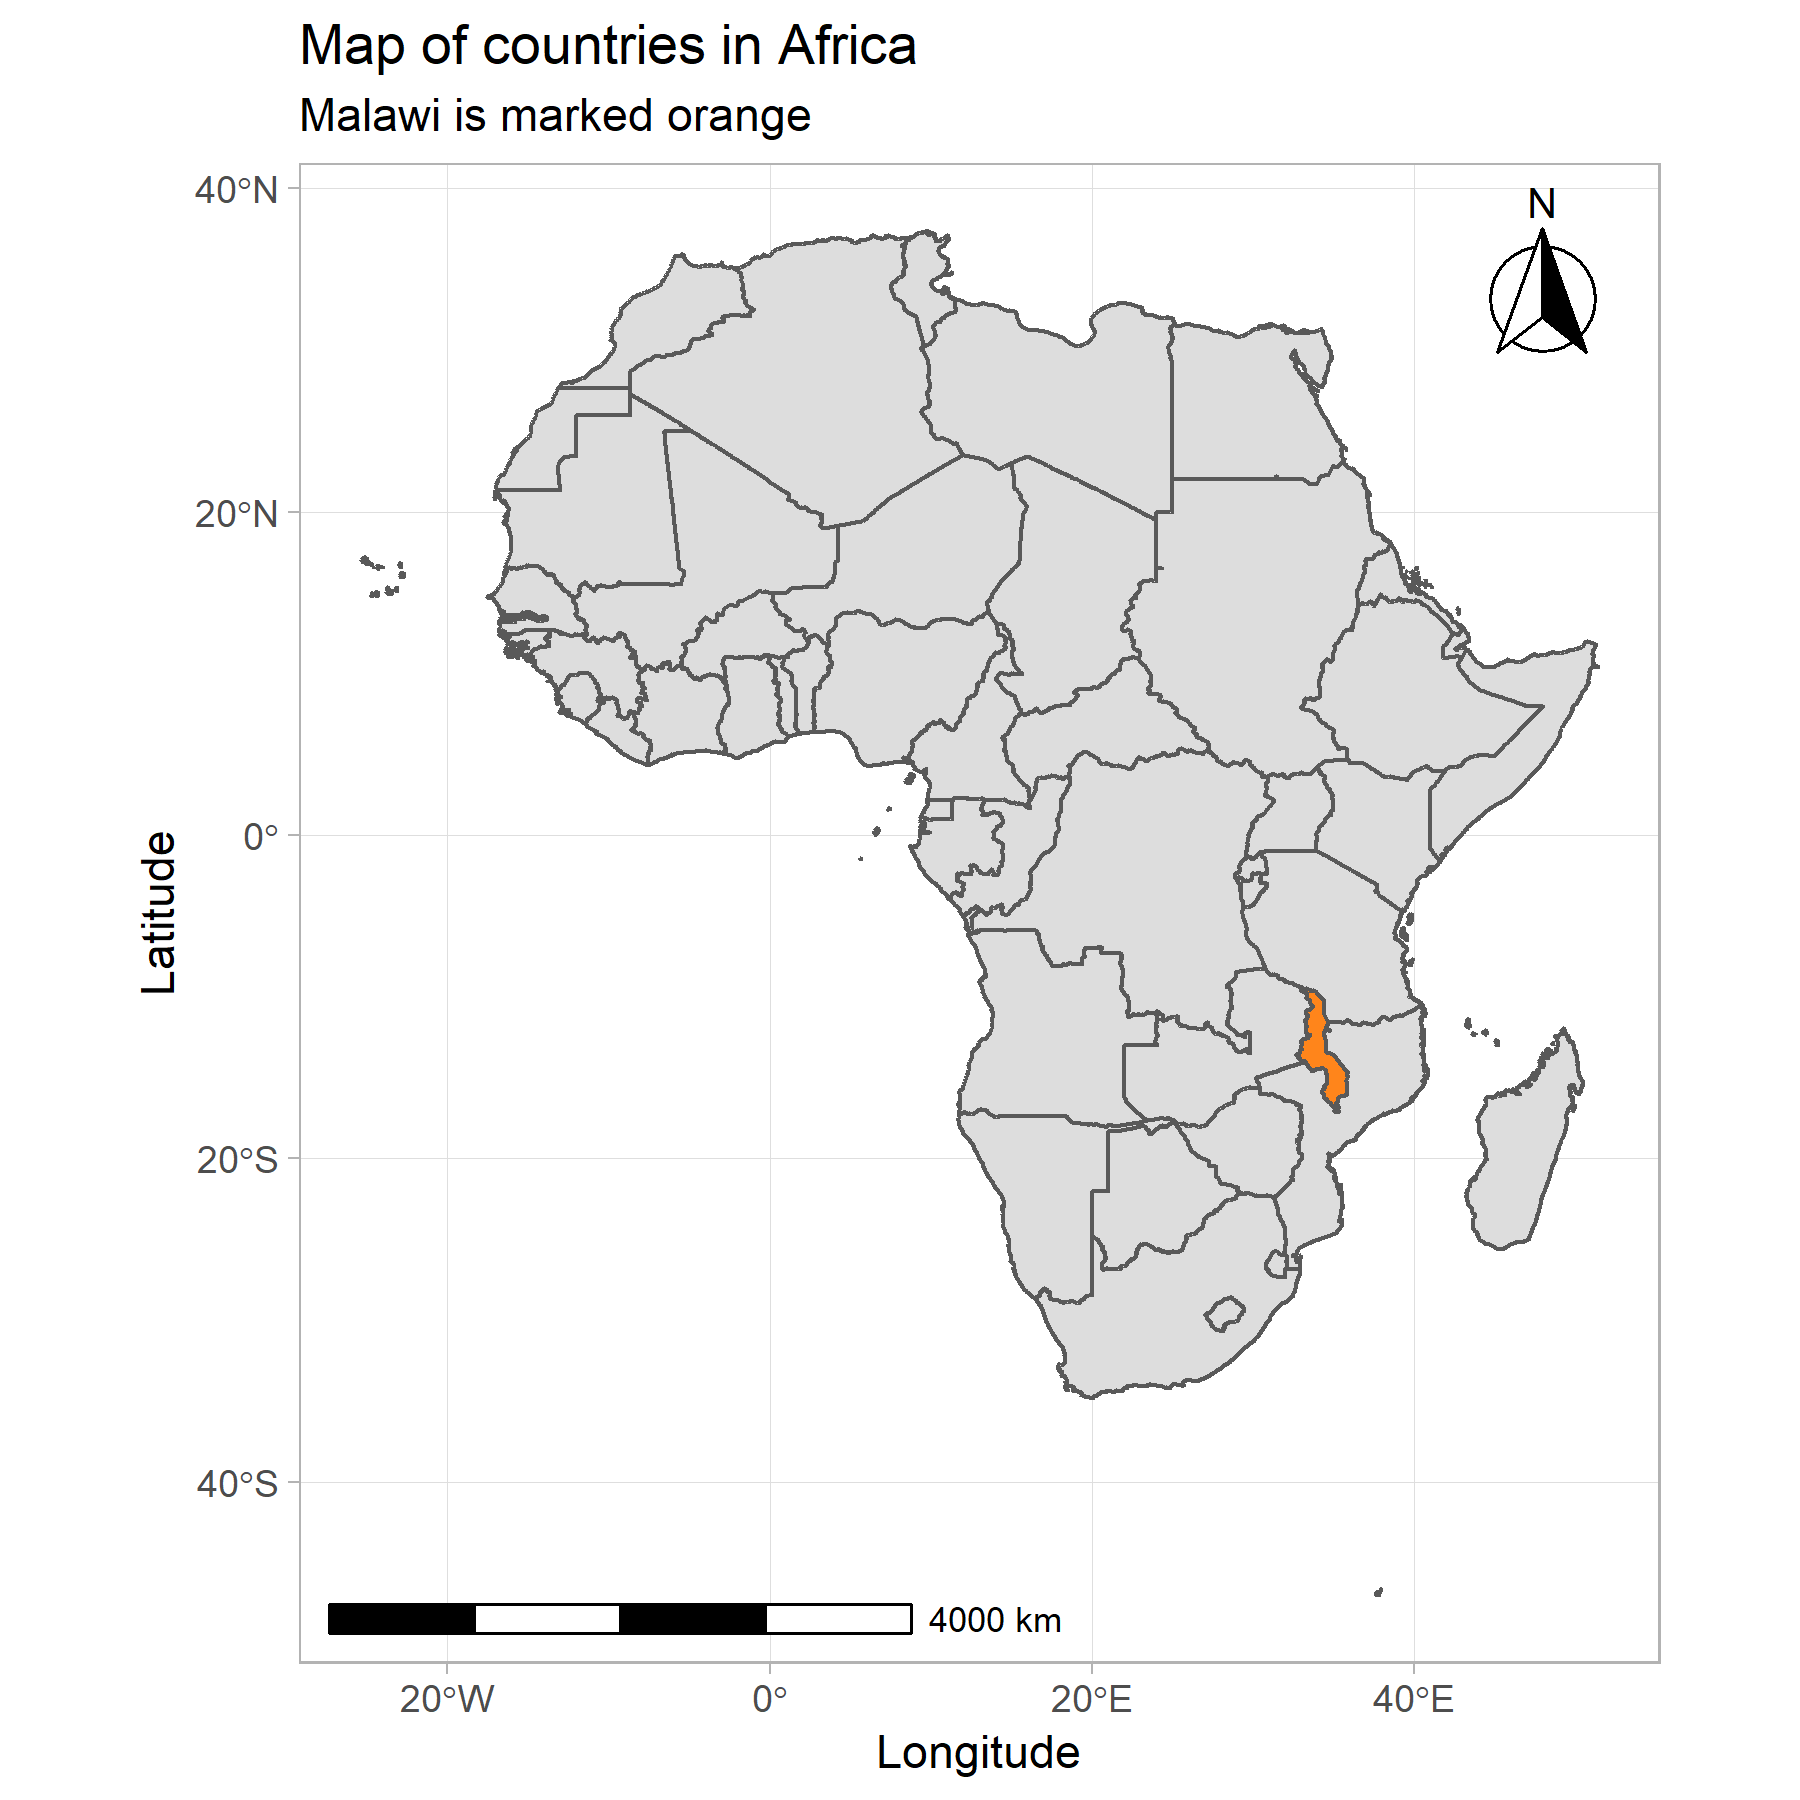 Map of countries in Africa
Malawi is marked orange
40°N
20°N
0°
20°S
40°S
Latitude
N
4000 km
20°W 0° 20°E 40°E
Longitude